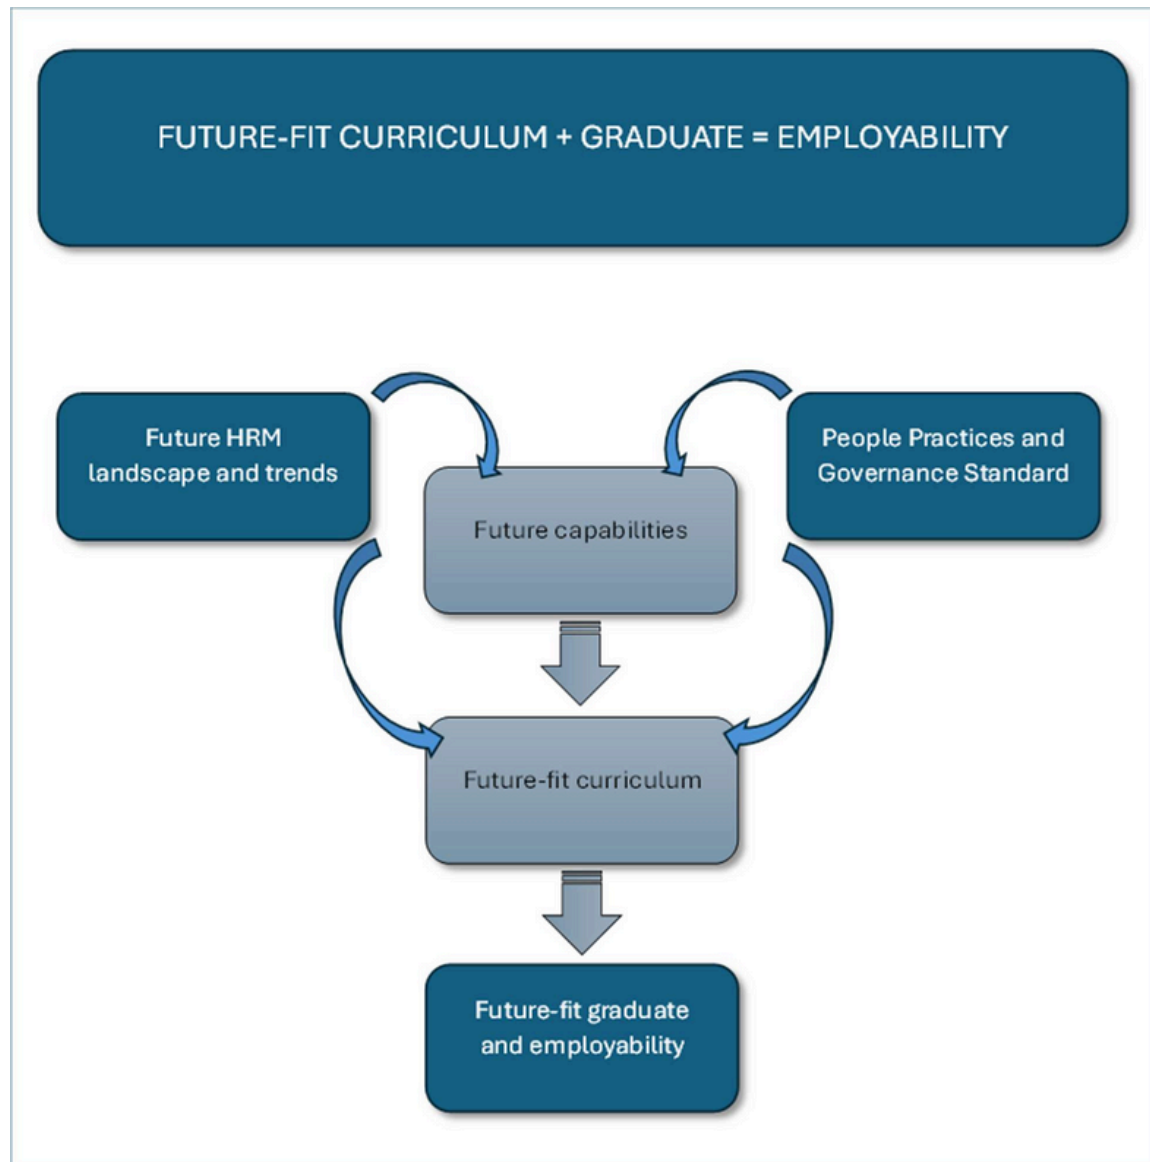 FUTURE-FIT CURRICULUM + GRADUATE = EMPLOYABILITY
Future HRM
landscape and trends
People Practices and
Governance Standard
Future capabilities
Future-fit curriculum
Future-fit graduate
and employability